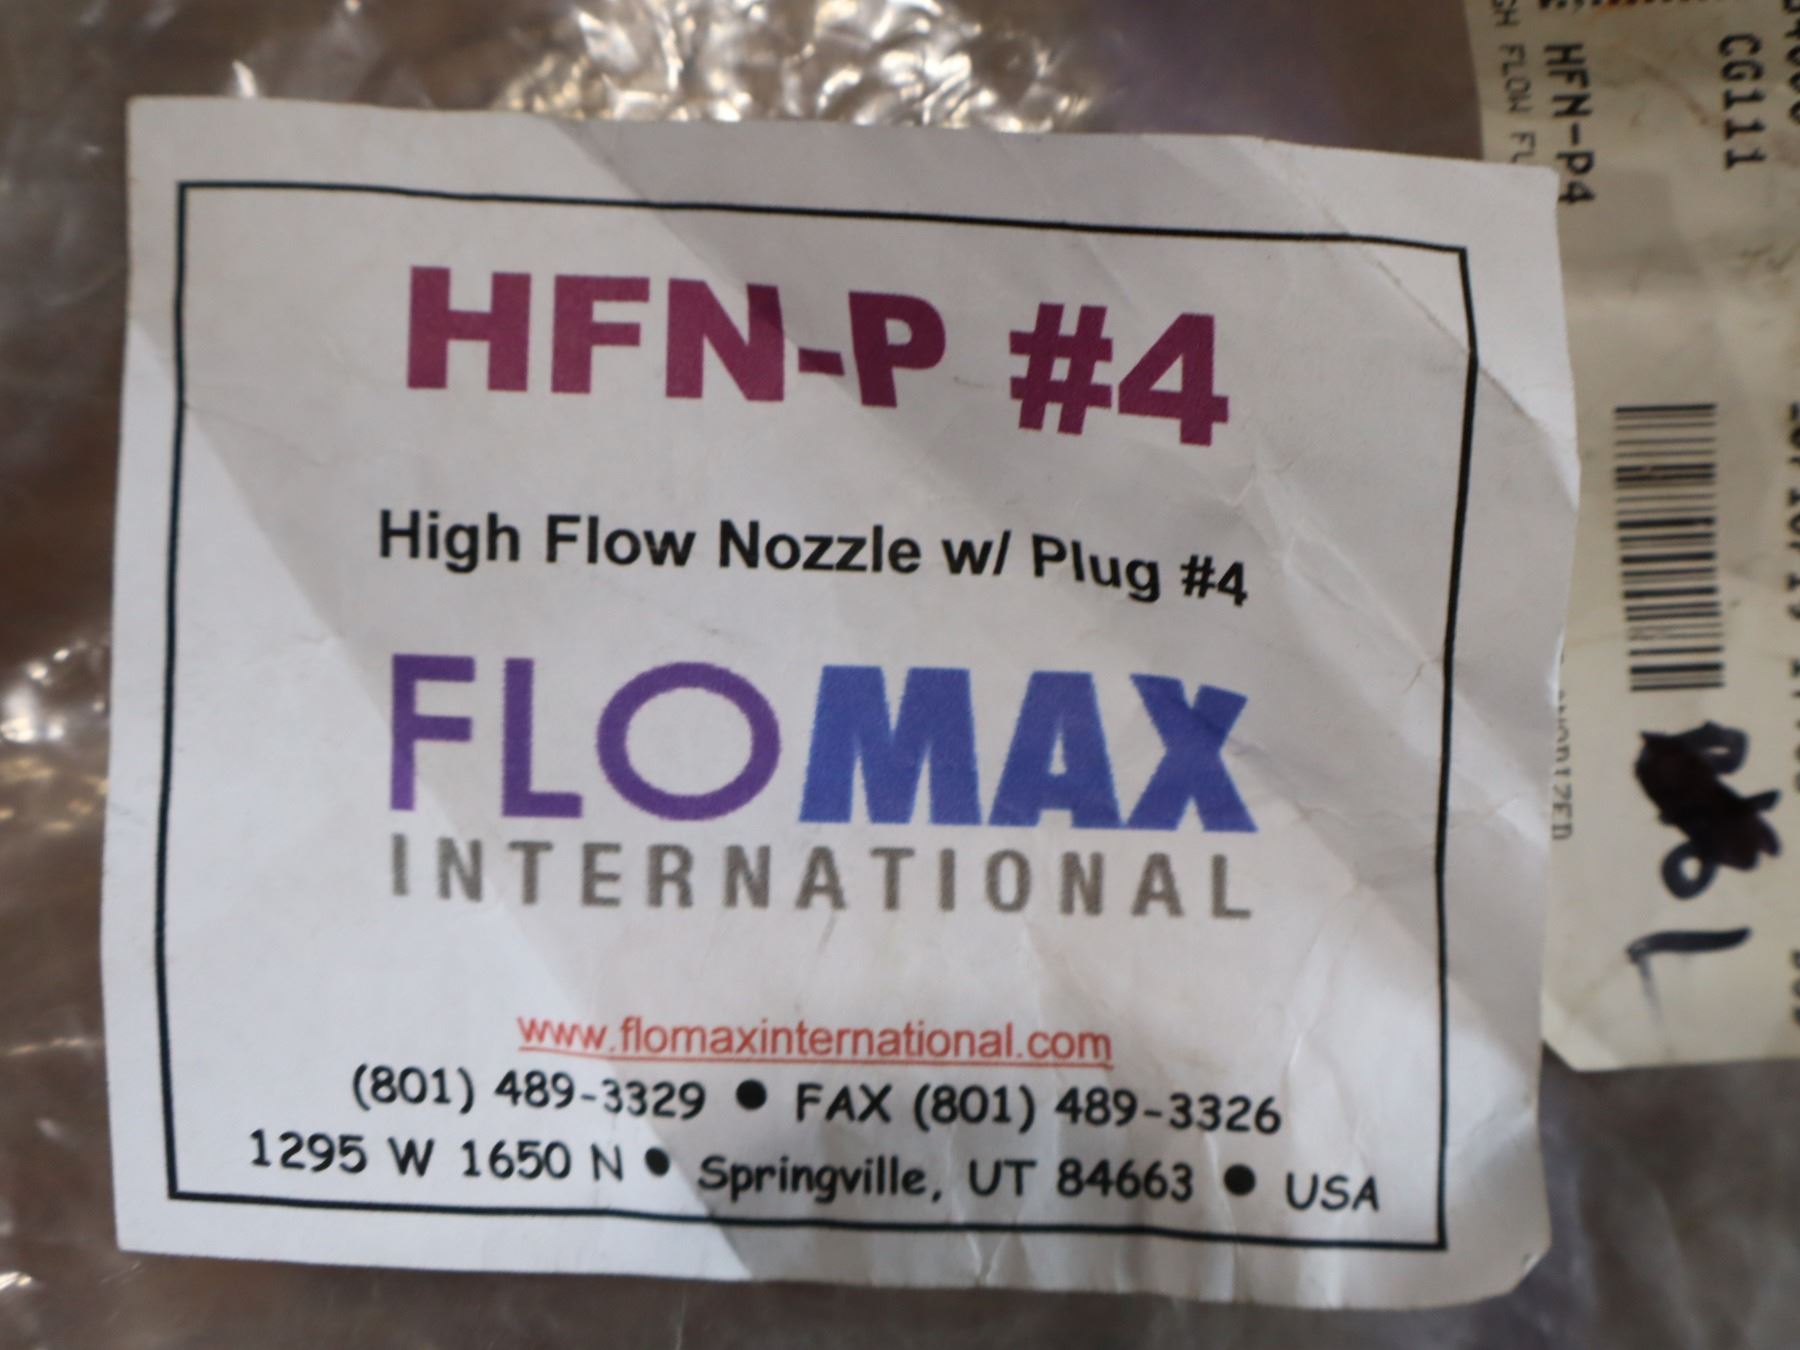 HFN-P #4
High Flow Nozzle w/ Plug #4
FLOMAX
INTERNATIONAL
www.flomaxinternational.com
(801) 489-3329 ● FAX (801) 489-3326
1295 W 1650 N ● Springville, UT 84663 ● USA
CG111
HFN-P4
FLOW